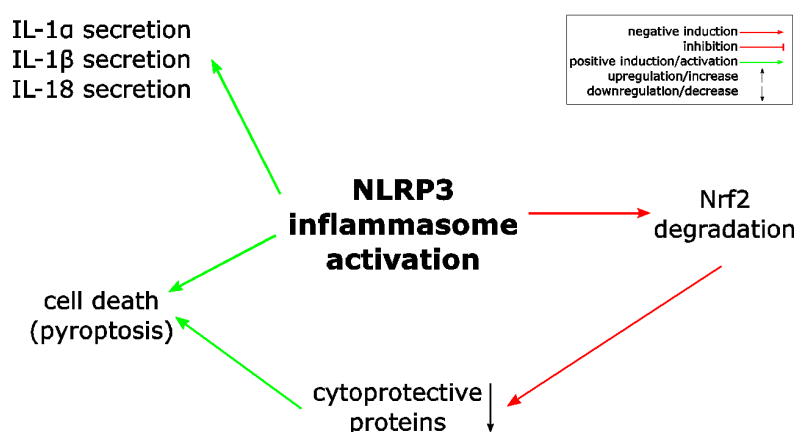 IL-1α secretion
IL-1β secretion
IL-18 secretion
negative induction
inhibition
positive induction/activation
upregulation/increase
downregulation/decrease
NLRP3
inflammasome
activation
Nrf2
degradation
cell death
(pyroptosis)
cytoprotective
proteins